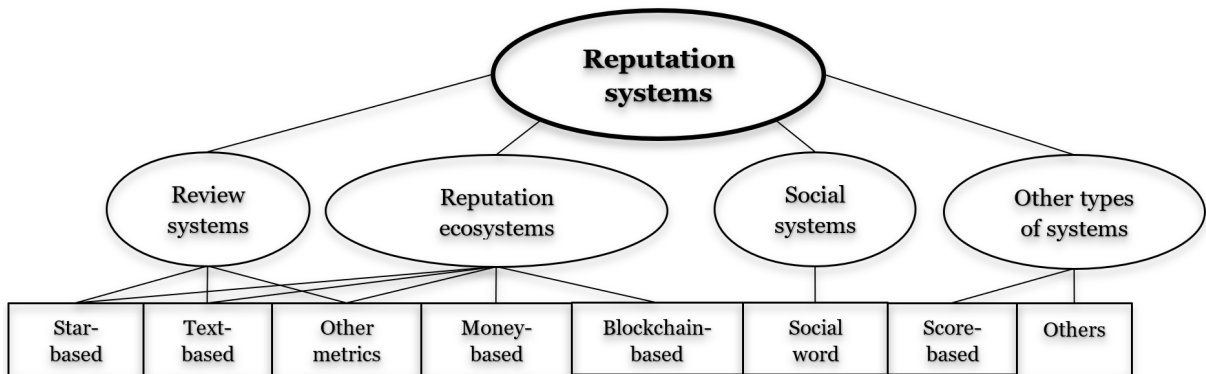 Reputation
systems
Review
systems
Reputation
ecosystems
Social
systems
Other types
of systems
Star-
based
Text-
based
Other
metrics
Money-
based
Blockchain-
based
Social
word
Score-
based
Others